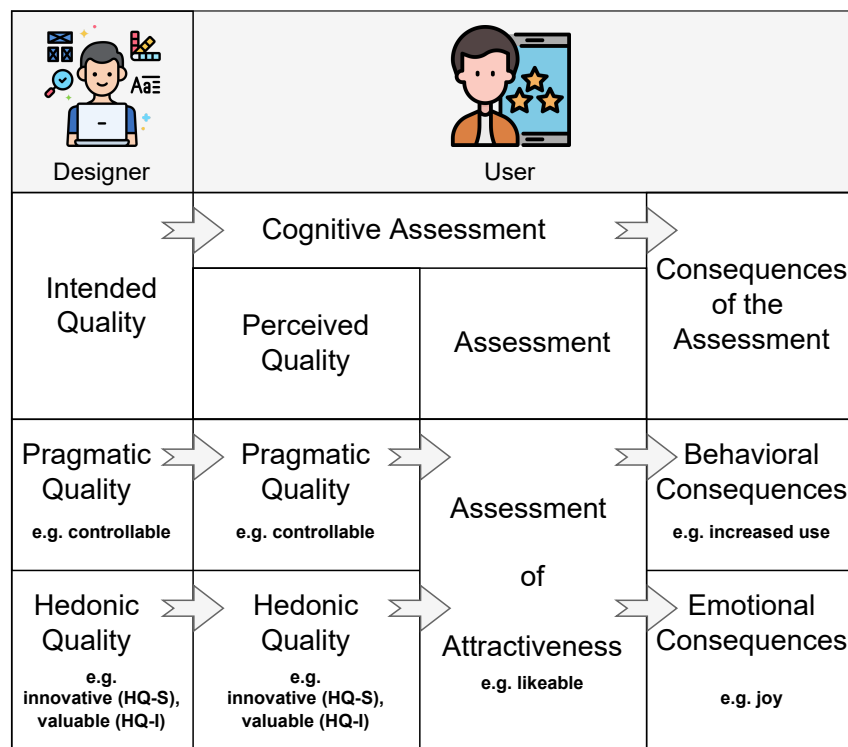 Aa
Designer
User
Cognitive Assessment
Intended
Quality
Perceived
Quality
Assessment
Consequences
of the
Assessment
Pragmatic
Quality
e.g. controllable
Pragmatic
Quality
e.g. controllable
Assessment
of
Attractiveness
e.g. likeable
Behavioral
Consequences
e.g. increased use
Hedonic
Quality
e.g.
innovative (HQ-S),
valuable (HQ-I)
Hedonic
Quality
e.g.
innovative (HQ-S),
valuable (HQ-I)
Emotional
Consequences
e.g. joy